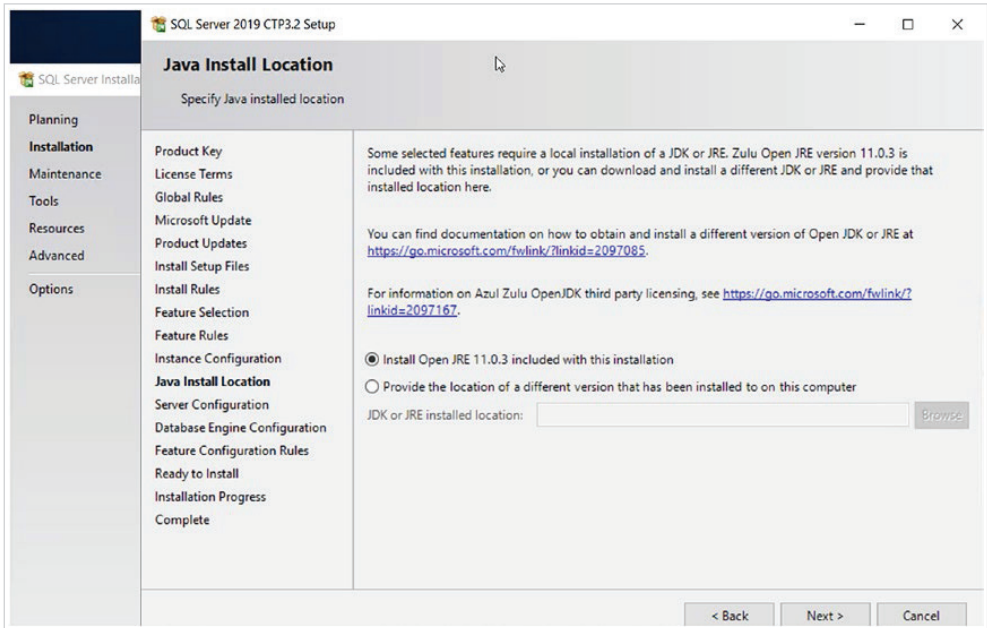 SQL Server 2019 CTP3.2 Setup
Java Install Location
Specify Java installed location
SQL Server Installa
Planning
Installation
Maintenance
Tools
Resources
Advanced
Options
Product Key
License Terms
Global Rules
Microsoft Update
Product Updates
Install Setup Files
Install Rules
Feature Selection
Feature Rules
Instance Configuration
Java Install Location
Server Configuration
Database Engine Configuration
Feature Configuration Rules
Ready to Install
Installation Progress
Complete
Some selected features require a local installation of a JDK or JRE. Zulu Open JRE version 11.0.3 is
included with this installation, or you can download and install a different JDK or JRE and provide that
installed location here.
You can find documentation on how to obtain and install a different version of Open JDK or JRE at
https://go.microsoft.com/fwlink/?linkid=2097085.
For information on Azul Zulu OpenJDK third party licensing, see https://go.microsoft.com/fwlink/?
linkid=2097167.
Install Open JRE 11.0.3 included with this installation
Provide the location of a different version that has been installed to on this computer
JDK or JRE installed location:
Browse
< Back
Next >
Cancel